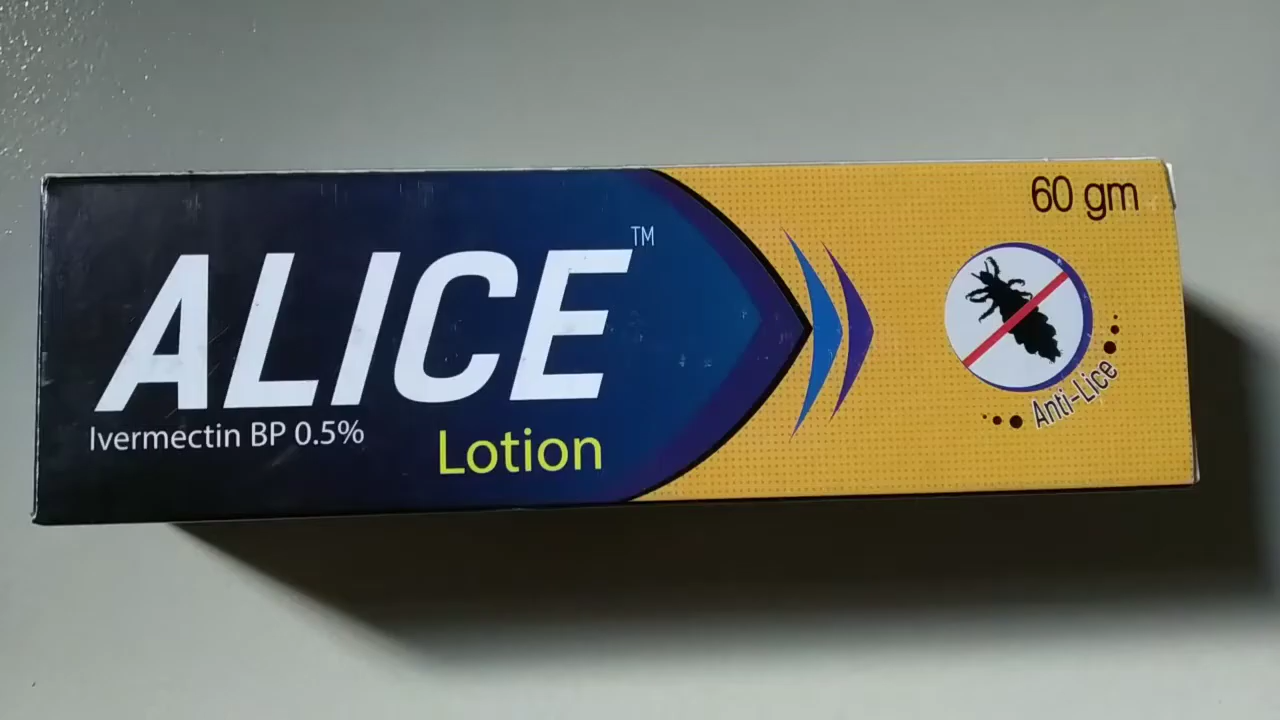 ALICE™
Ivermectin BP 0.5%
Lotion
60 gm
Anti-Lice